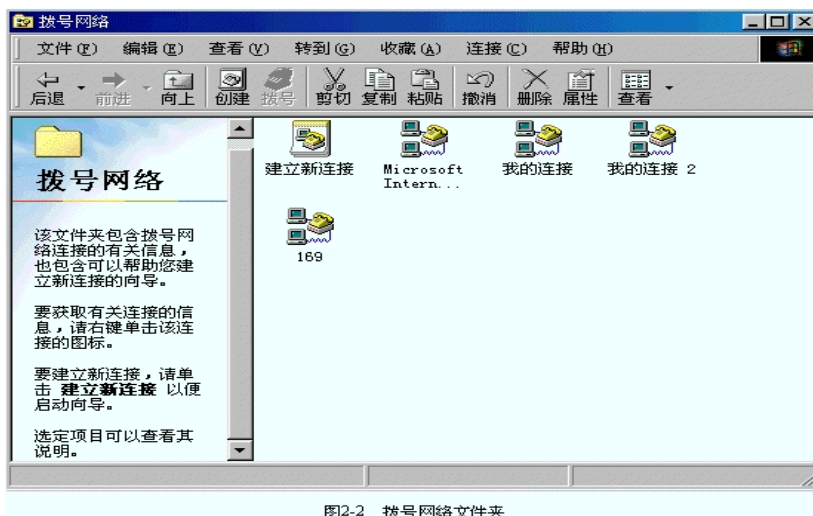 拨号网络
文件(F) 编辑(E) 查看(V) 转到(G) 收藏(A) 连接(C) 帮助(H)
后退 前进 向上 创建 拨号 剪切 复制 粘贴 撤消 删除 属性 查看
拨号网络
该文件夹包含拨号网
络连接的有关信息，
也包含可以帮助您建
立新连接的向导。
要获取有关连接的信
息，请右键单击该连
接的图标。
要建立新连接，请单
击 建立新连接 以便
启动向导。
选定项目可以查看其
说明。
建立新连接
Microsoft
Intern...
我的连接
我的连接 2
169
图2-2 拨号网络文件夹